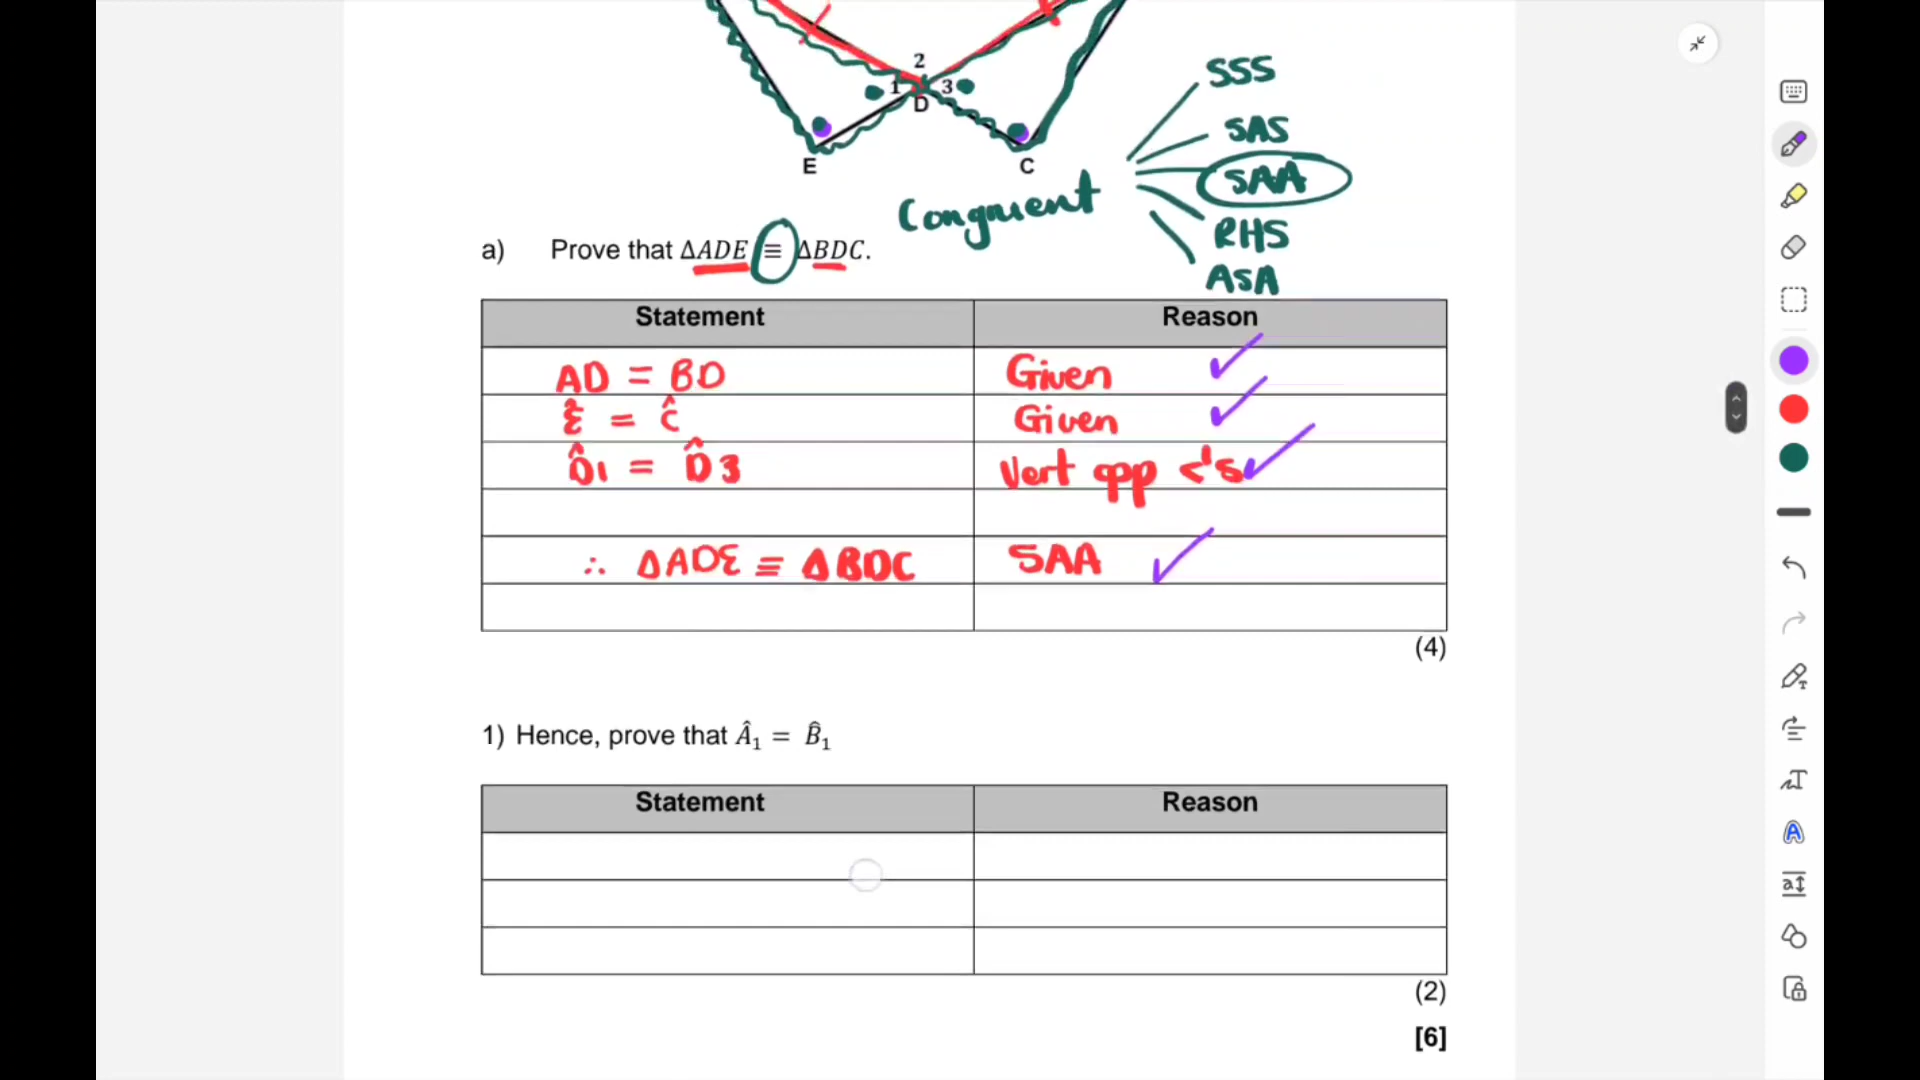 2
1 3
D
E C
SSS
SAS
SAA
RHS
ASA
Congruent
a) Prove that ΔADE ≡ ΔBDC.
Statement Reason
AD = BD Given
Ê = Ĉ Given
D̂1 = D̂3 Vert opp <'s
∴ ΔADE ≡ ΔBDC SAA
(4)
1) Hence, prove that Â₁ = B̂₁
Statement Reason
(2)
[6]